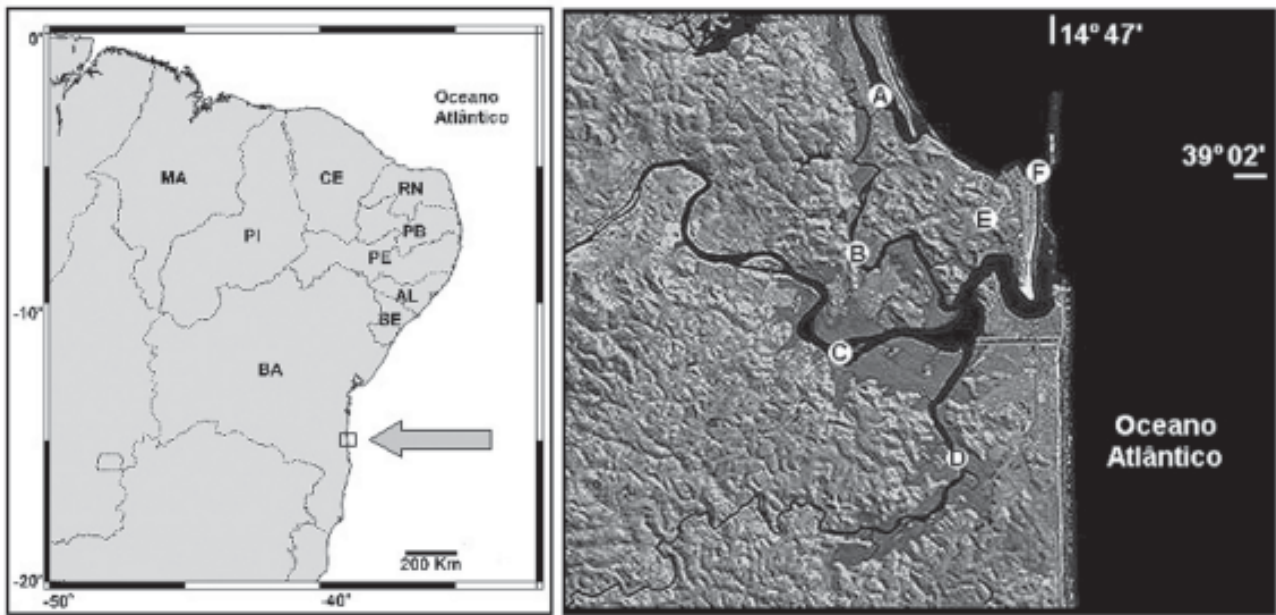 0°
Oceano
Atlântico
MA
CE
RN
PI
PB
PE
AL
-10°
SE
BA
200 Km
-20°
-50°
-40°
14° 47'
A
39° 02'
F
E
B
C
Oceano
Atlântico
D